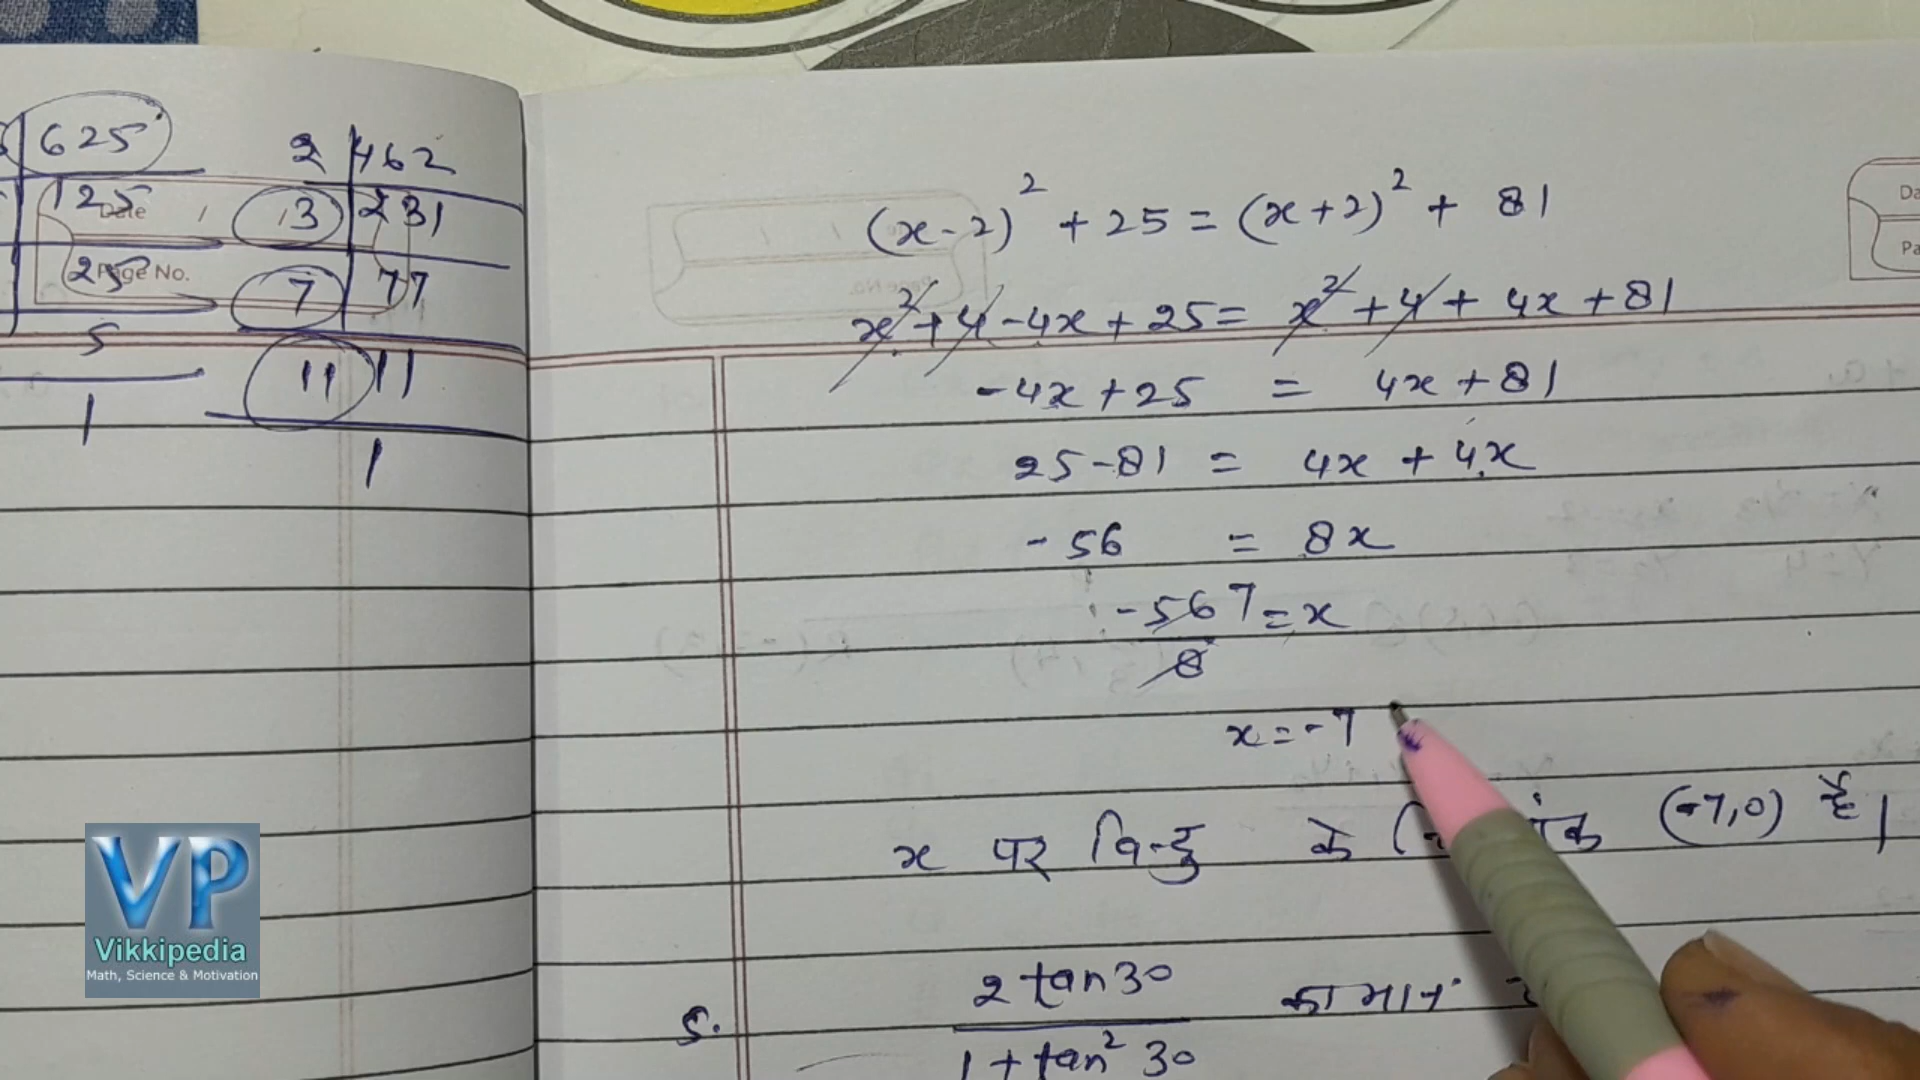 625
125
25
5
1
2 462
3 231
7 77
11 11
1
Date
Page No.
(x-2)² + 25 = (x+2)² + 81
x² + 4 - 4x + 25 = x² + 4 + 4x + 81
-4x + 25 = 4x + 81
25 - 81 = 4x + 4x
-56 = 8x
-56 7 = x
8
x = -7
x पर बिन्दु के (-7,0) है।
5. 2 tan 30 का मान
1 + tan² 30
Da
Pa
VP
Vikkipedia
Math, Science & Motivation